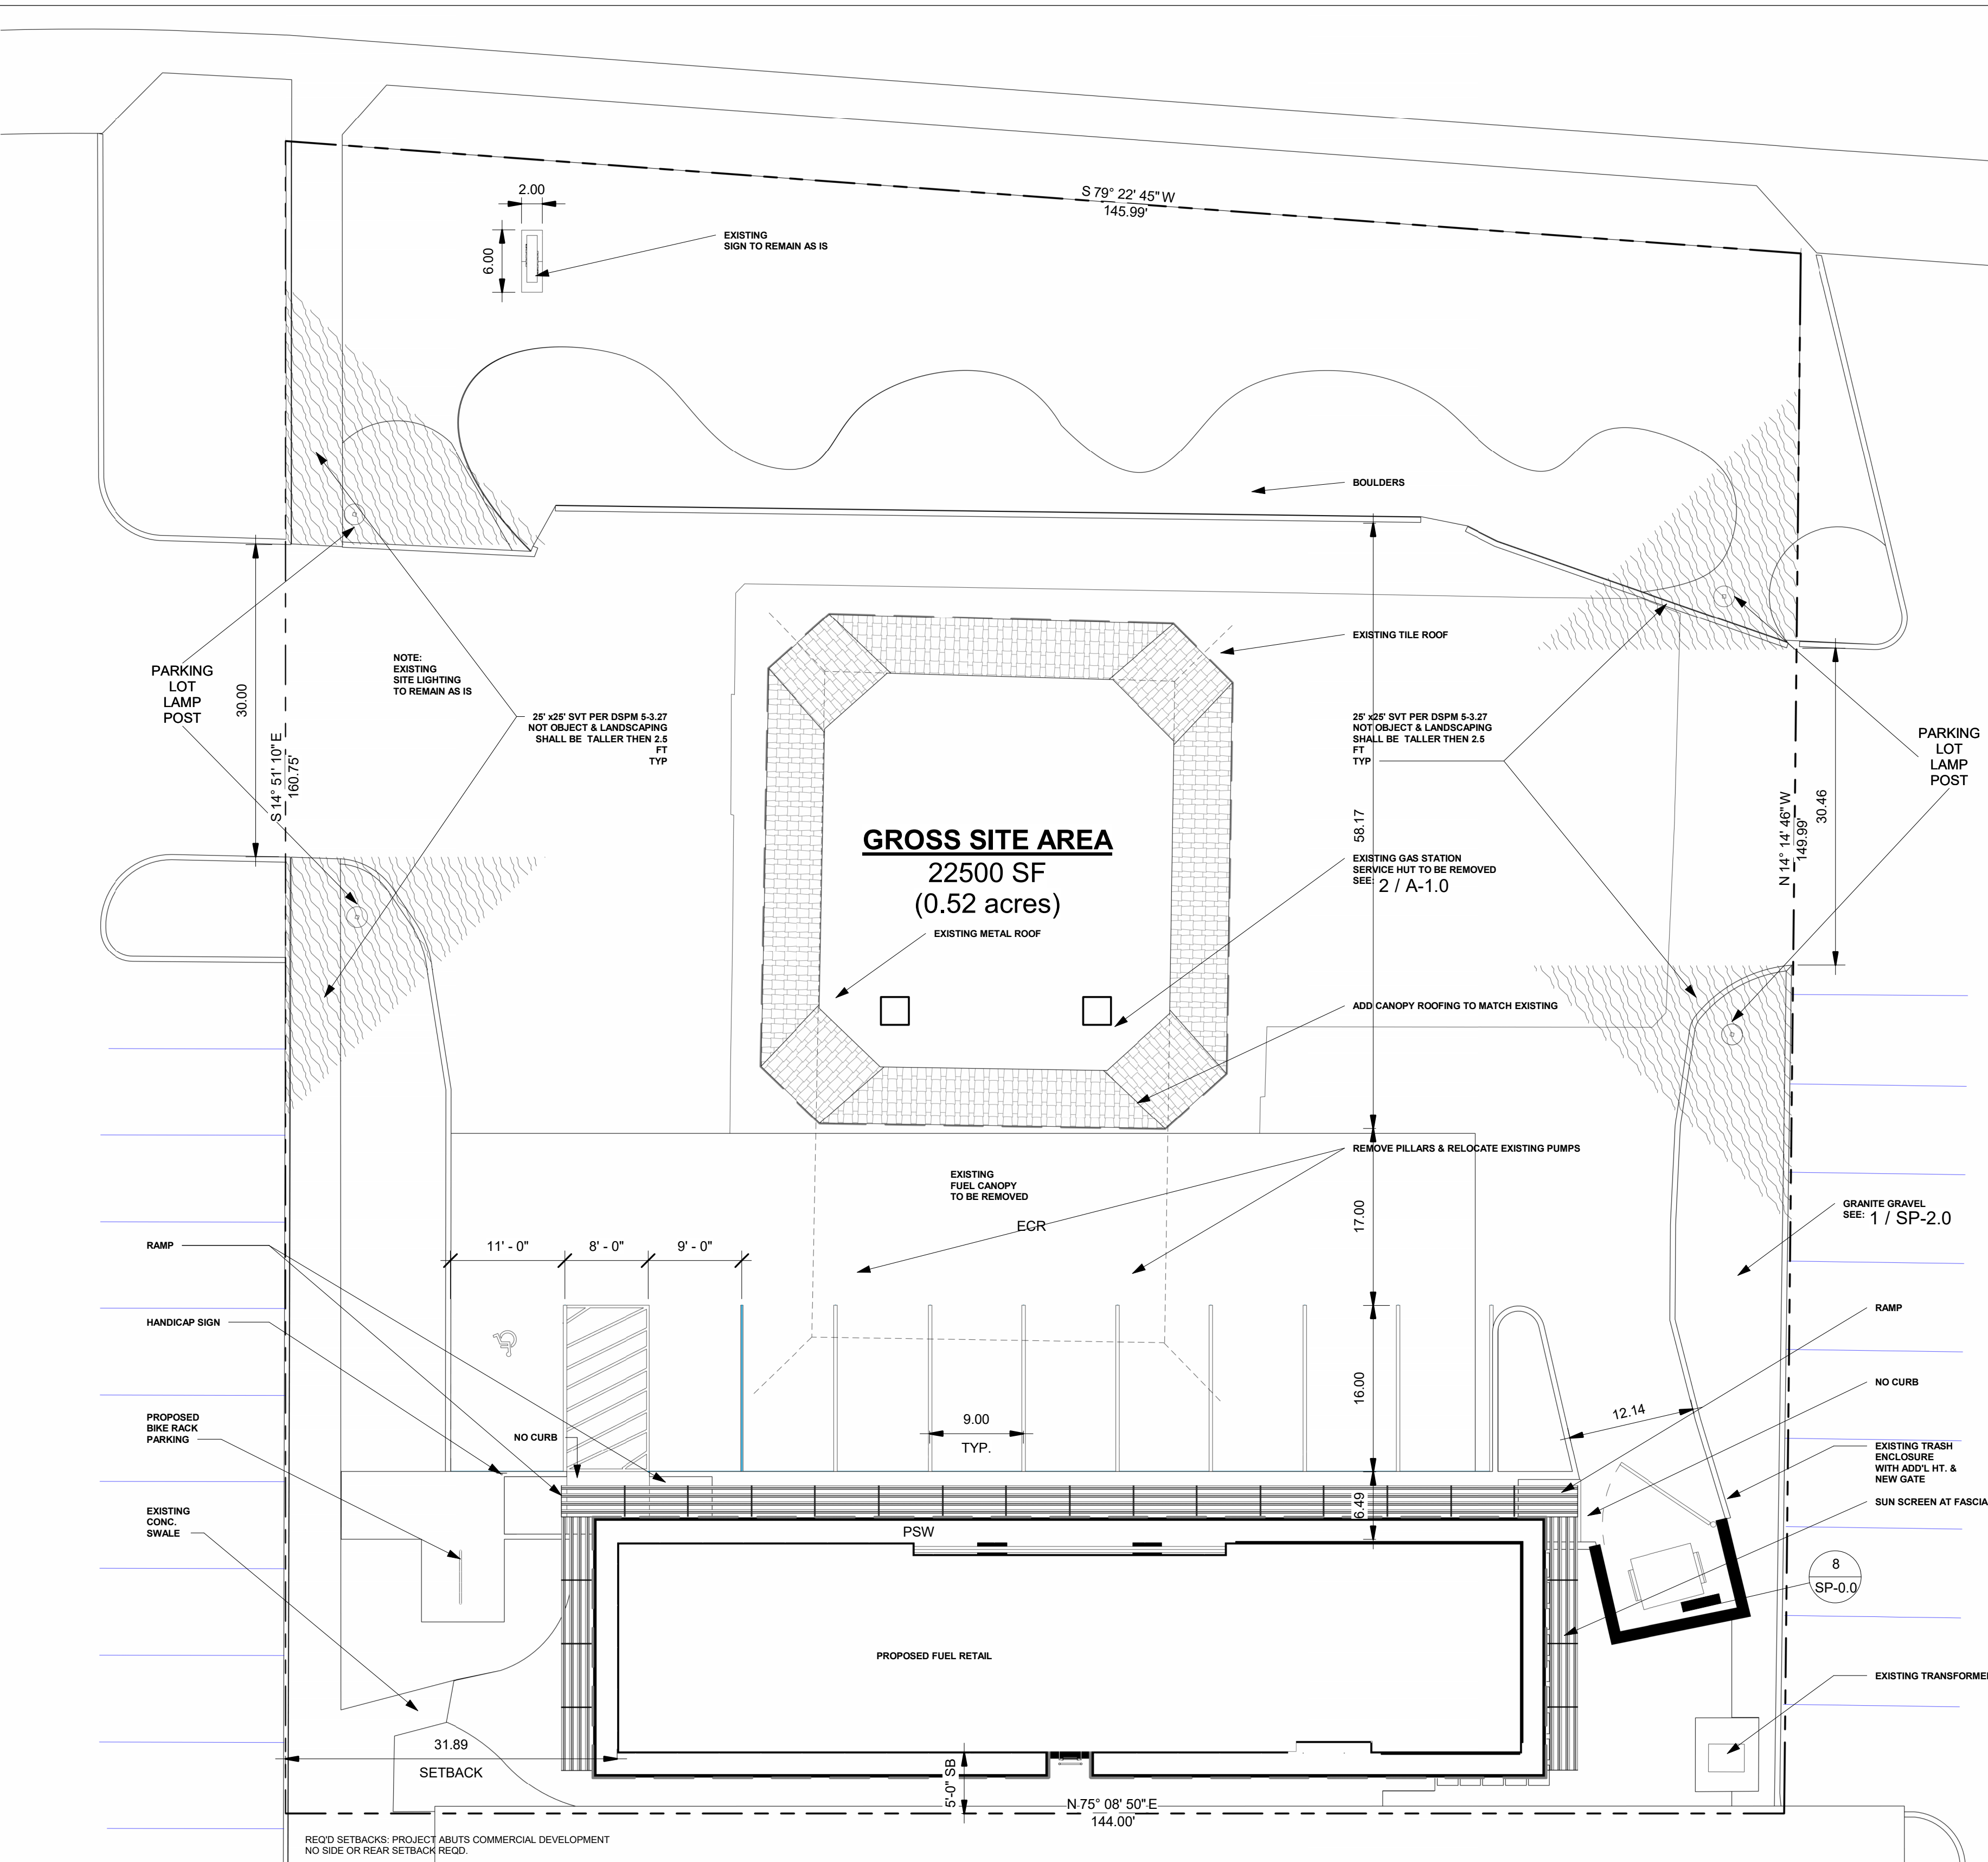 S 79° 22' 45" W
145.99'
2.00
6.00
EXISTING
SIGN TO REMAIN AS IS
BOULDERS
EXISTING TILE ROOF
NOTE:
EXISTING
SITE LIGHTING
TO REMAIN AS IS
PARKING
LOT
LAMP
POST
30.00
S 14° 51' 10" E
160.75'
25' x25' SVT PER DSPM 5-3.27
NOT OBJECT & LANDSCAPING
SHALL BE TALLER THEN 2.5
FT
TYP
25' x25' SVT PER DSPM 5-3.27
NOT OBJECT & LANDSCAPING
SHALL BE TALLER THEN 2.5
FT
TYP
PARKING
LOT
LAMP
POST
30.46
N 14° 14' 46" W
149.99'
58.17
GROSS SITE AREA
22500 SF
(0.52 acres)
EXISTING METAL ROOF
EXISTING GAS STATION
SERVICE HUT TO BE REMOVED
SEE: 2 / A-1.0
ADD CANOPY ROOFING TO MATCH EXISTING
REMOVE PILLARS & RELOCATE EXISTING PUMPS
EXISTING
FUEL CANOPY
TO BE REMOVED
ECR
17.00
GRANITE GRAVEL
SEE: 1 / SP-2.0
RAMP
11' - 0"
8' - 0"
9' - 0"
HANDICAP SIGN
RAMP
16.00
NO CURB
12.14
PROPOSED
BIKE RACK
PARKING
NO CURB
9.00
TYP.
EXISTING TRASH
ENCLOSURE
WITH ADD'L HT. &
NEW GATE
SUN SCREEN AT FASCIA
EXISTING
CONC.
SWALE
6.49
PSW
8
SP-0.0
PROPOSED FUEL RETAIL
EXISTING TRANSFORMER
31.89
SETBACK
5'-0" SB
N 75° 08' 50" E
144.00'
REQ'D SETBACKS: PROJECT ABUTS COMMERCIAL DEVELOPMENT
NO SIDE OR REAR SETBACK REQD.